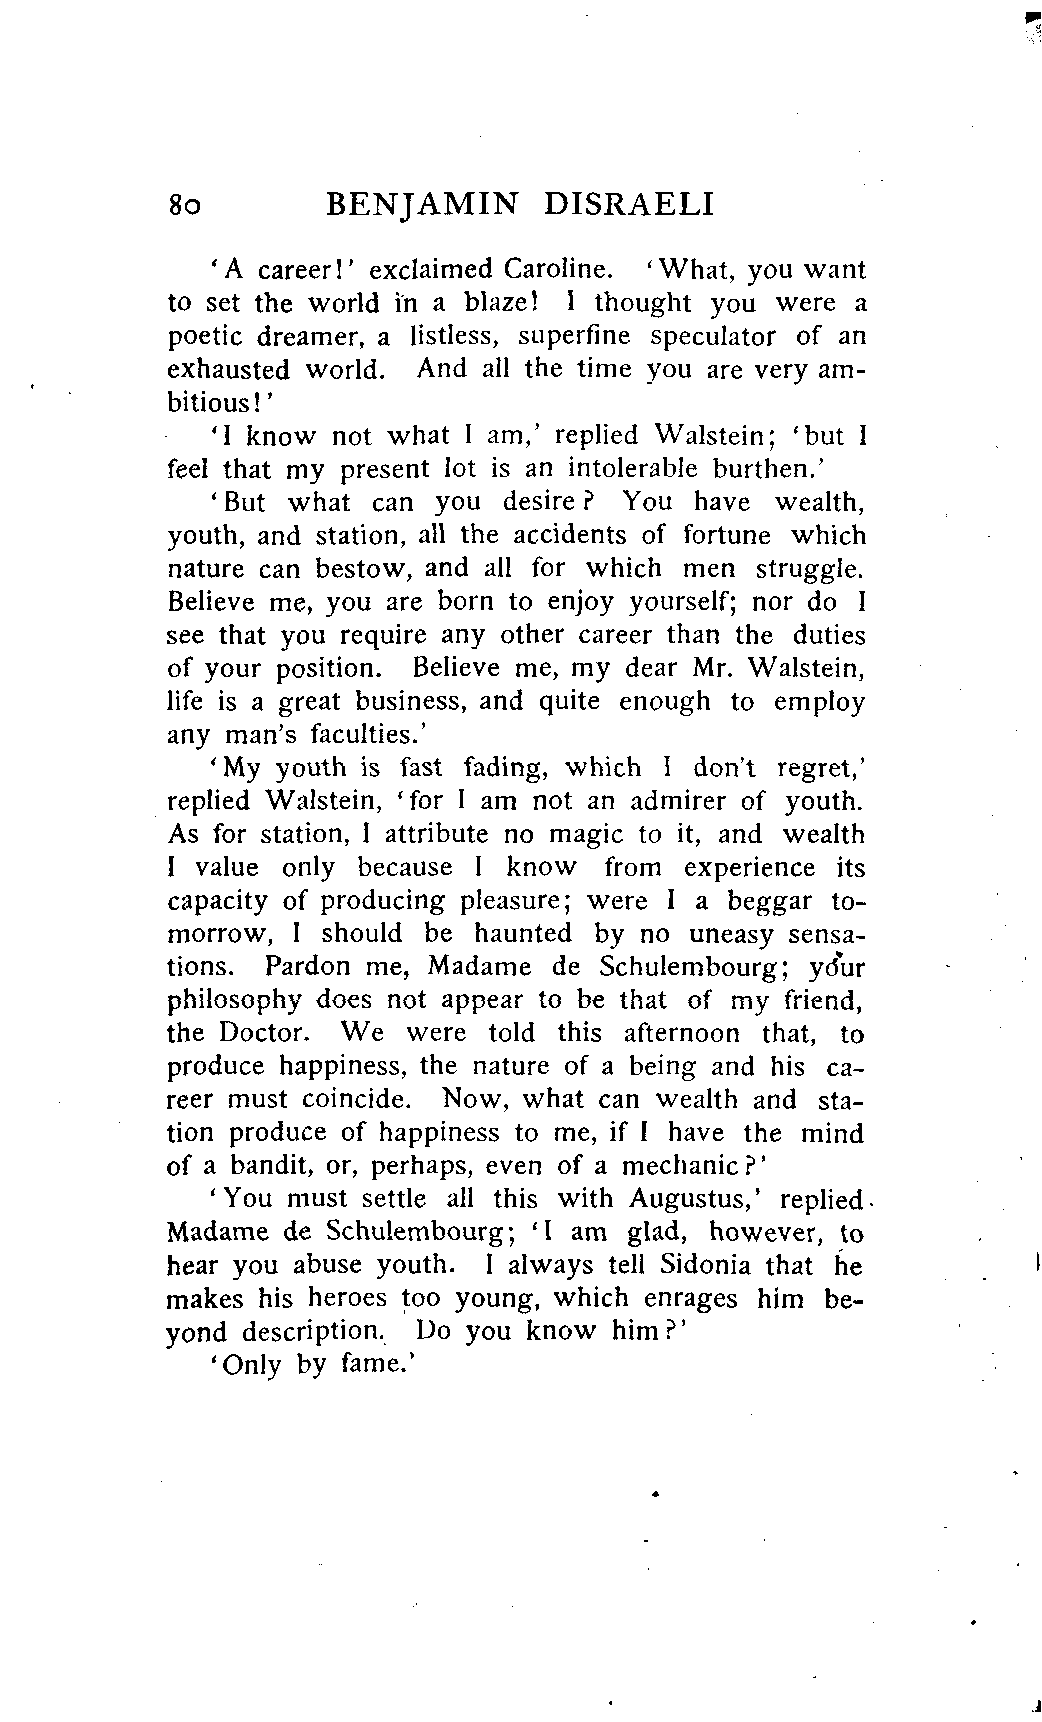 80 BENJAMIN DISRAELI
‘A career!’ exclaimed Caroline. ‘What, you want
to set the world in a blaze! I thought you were a
poetic dreamer, a listless, superfine speculator of an
exhausted world. And all the time you are very am-
bitious!’
‘I know not what I am,’ replied Walstein; ‘but I
feel that my present lot is an intolerable burthen.’
‘But what can you desire? You have wealth,
youth, and station, all the accidents of fortune which
nature can bestow, and all for which men struggle.
Believe me, you are born to enjoy yourself; nor do I
see that you require any other career than the duties
of your position. Believe me, my dear Mr. Walstein,
life is a great business, and quite enough to employ
any man's faculties.’
‘My youth is fast fading, which I don't regret,’
replied Walstein, ‘for I am not an admirer of youth.
As for station, I attribute no magic to it, and wealth
I value only because I know from experience its
capacity of producing pleasure; were I a beggar to-
morrow, I should be haunted by no uneasy sensa-
tions. Pardon me, Madame de Schulembourg; your
philosophy does not appear to be that of my friend,
the Doctor. We were told this afternoon that, to
produce happiness, the nature of a being and his ca-
reer must coincide. Now, what can wealth and sta-
tion produce of happiness to me, if I have the mind
of a bandit, or, perhaps, even of a mechanic?’
‘You must settle all this with Augustus,’ replied
Madame de Schulembourg; ‘I am glad, however, to
hear you abuse youth. I always tell Sidonia that he
makes his heroes too young, which enrages him be-
yond description. Do you know him?’
‘Only by fame.’